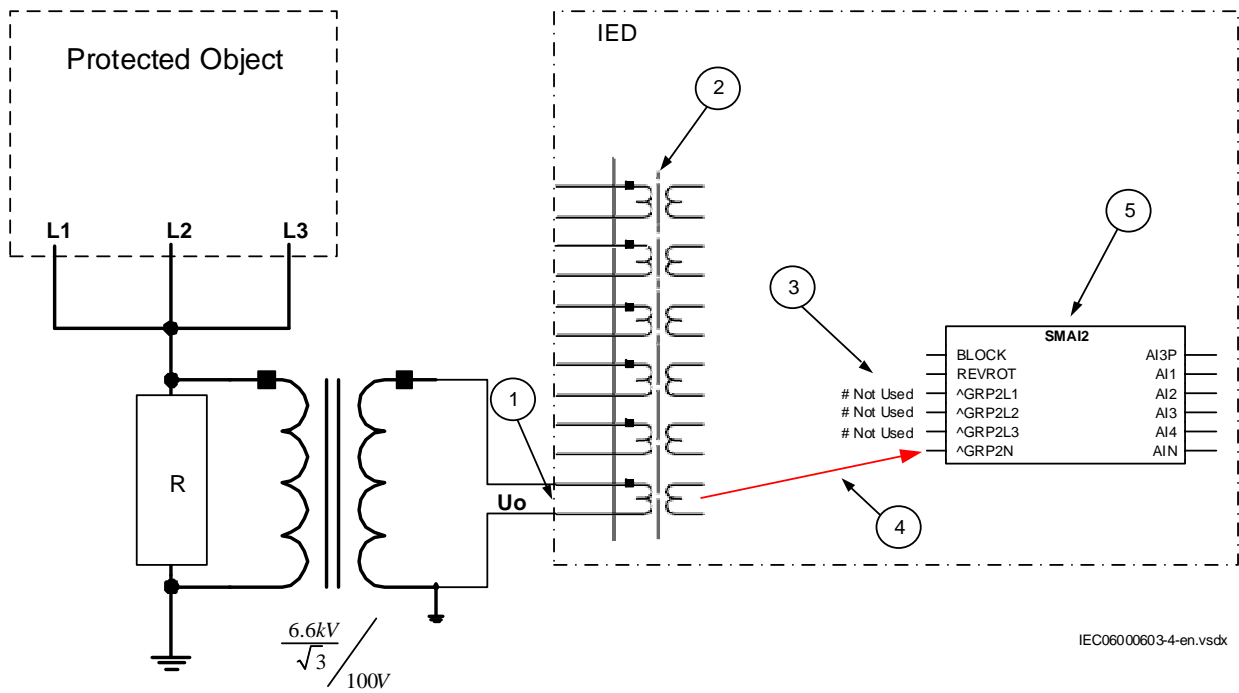 IED
Protected Object
2
5
L1
L2
L3
3
SMAI2
BLOCK
AI3P
REVROT
AI1
# Not Used
^GRP2L1
AI2
# Not Used
^GRP2L2
AI3
# Not Used
^GRP2L3
AI4
^GRP2N
AIN
1
R
Uo
4
6.6kV
√3
100V
IEC06000603-4-en.vsdx